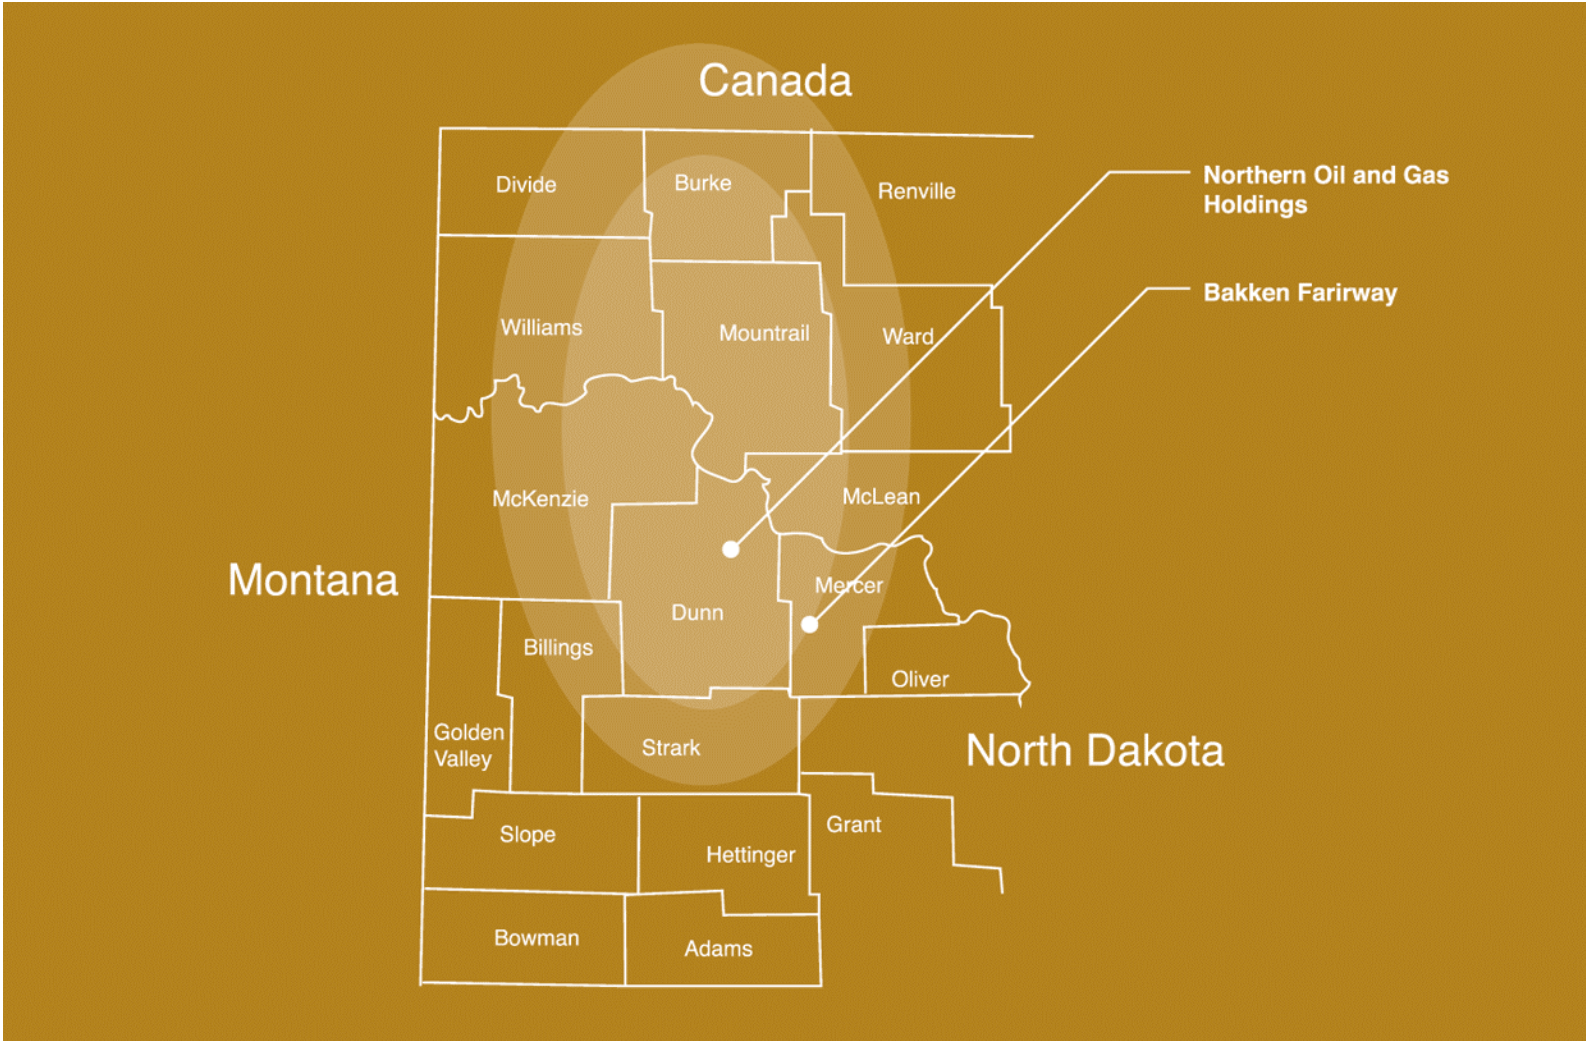 Canada
Divide
Burke
Renville
Northern Oil and Gas
Holdings
Bakken Farirway
Williams
Mountrail
Ward
McKenzie
McLean
Montana
Mercer
Dunn
Billings
Oliver
Golden
Valley
Strark
North Dakota
Slope
Hettinger
Grant
Bowman
Adams